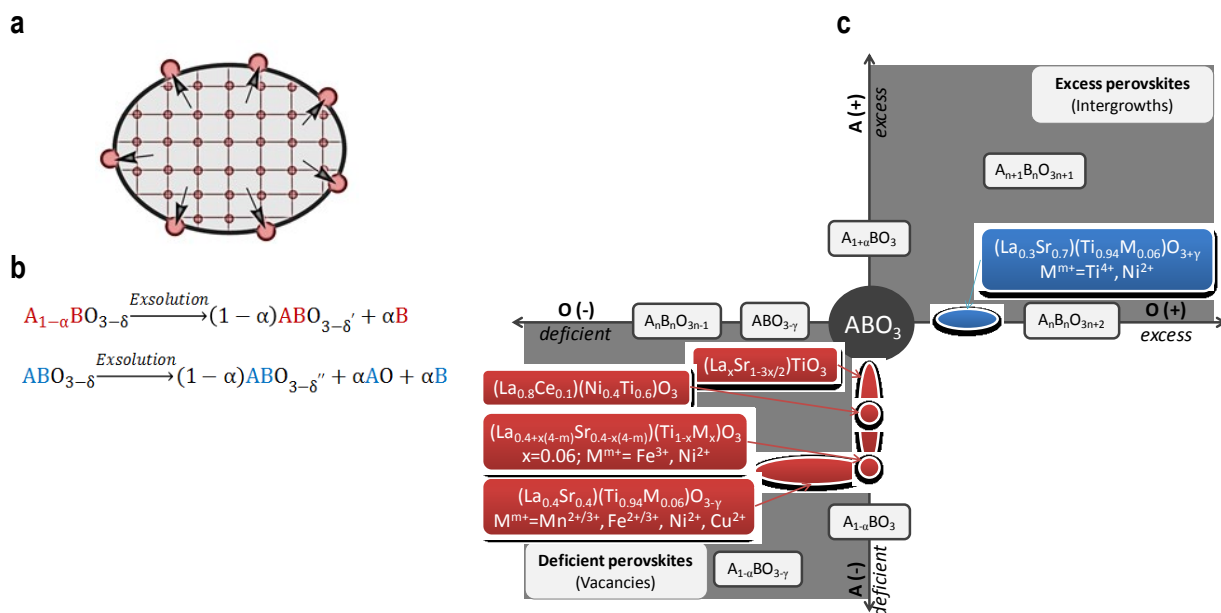 a
b
A₁₋αBO₃₋δ —Exsolution→ (1 − α)ABO₃₋δ′ + αB
ABO₃₋δ —Exsolution→ (1 − α)ABO₃₋δ″ + αAO + αB
c
A (+)
excess
Excess perovskites
(Intergrowths)
Aₙ₊₁BₙO₃ₙ₊₁
A₁₊αBO₃
(La₀.₃Sr₀.₇)(Ti₀.₉₄M₀.₀₆)O₃₊γ
Mᵐ⁺=Ti⁴⁺, Ni²⁺
O (-)
deficient
AₙBₙO₃ₙ₋₁
ABO₃₋γ
ABO₃
AₙBₙO₃ₙ₊₂
O (+)
excess
(LaₓSr₁₋₃ₓ/₂)TiO₃
(La₀.₈Ce₀.₁)(Ni₀.₄Ti₀.₆)O₃
(La₀.₄₊ₓ₍₄₋ₘ₎Sr₀.₄₋ₓ₍₄₋ₘ₎)(Ti₁₋ₓMₓ)O₃
x=0.06; Mᵐ⁺= Fe³⁺, Ni²⁺
(La₀.₄Sr₀.₄)(Ti₀.₉₄M₀.₀₆)O₃₋γ
Mᵐ⁺=Mn²⁺/³⁺, Fe²⁺/³⁺, Ni²⁺, Cu²⁺
A₁₋αBO₃
Deficient perovskites
(Vacancies)
A₁₋αBO₃₋γ
A (-)
deficient